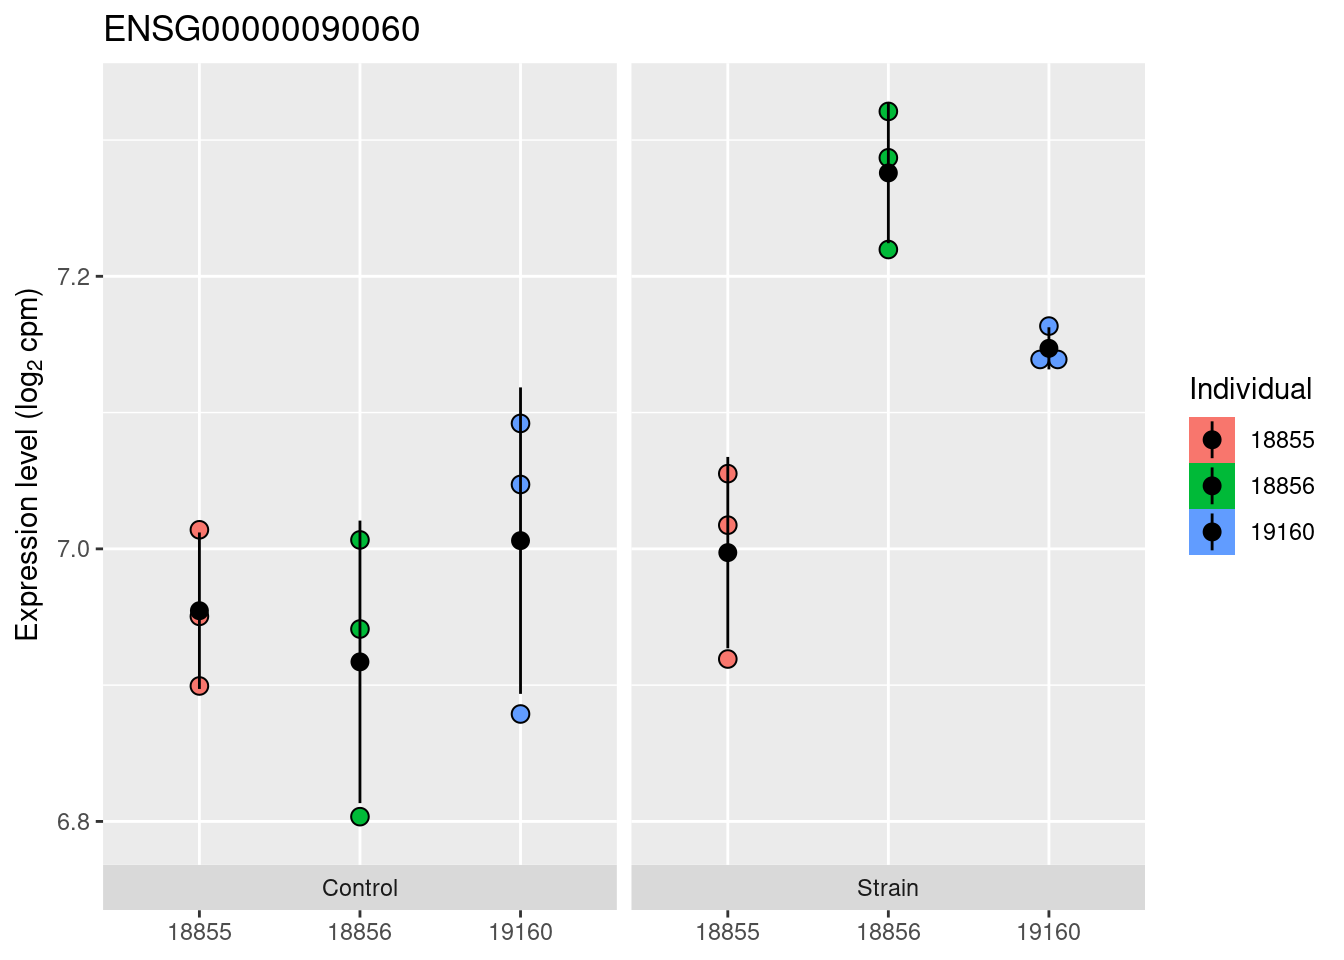 ENSG00000090060
Expression level (log₂ cpm)
7.2
7.0
6.8
Control
Strain
18855
18856
19160
18855
18856
19160
Individual
18855
18856
19160